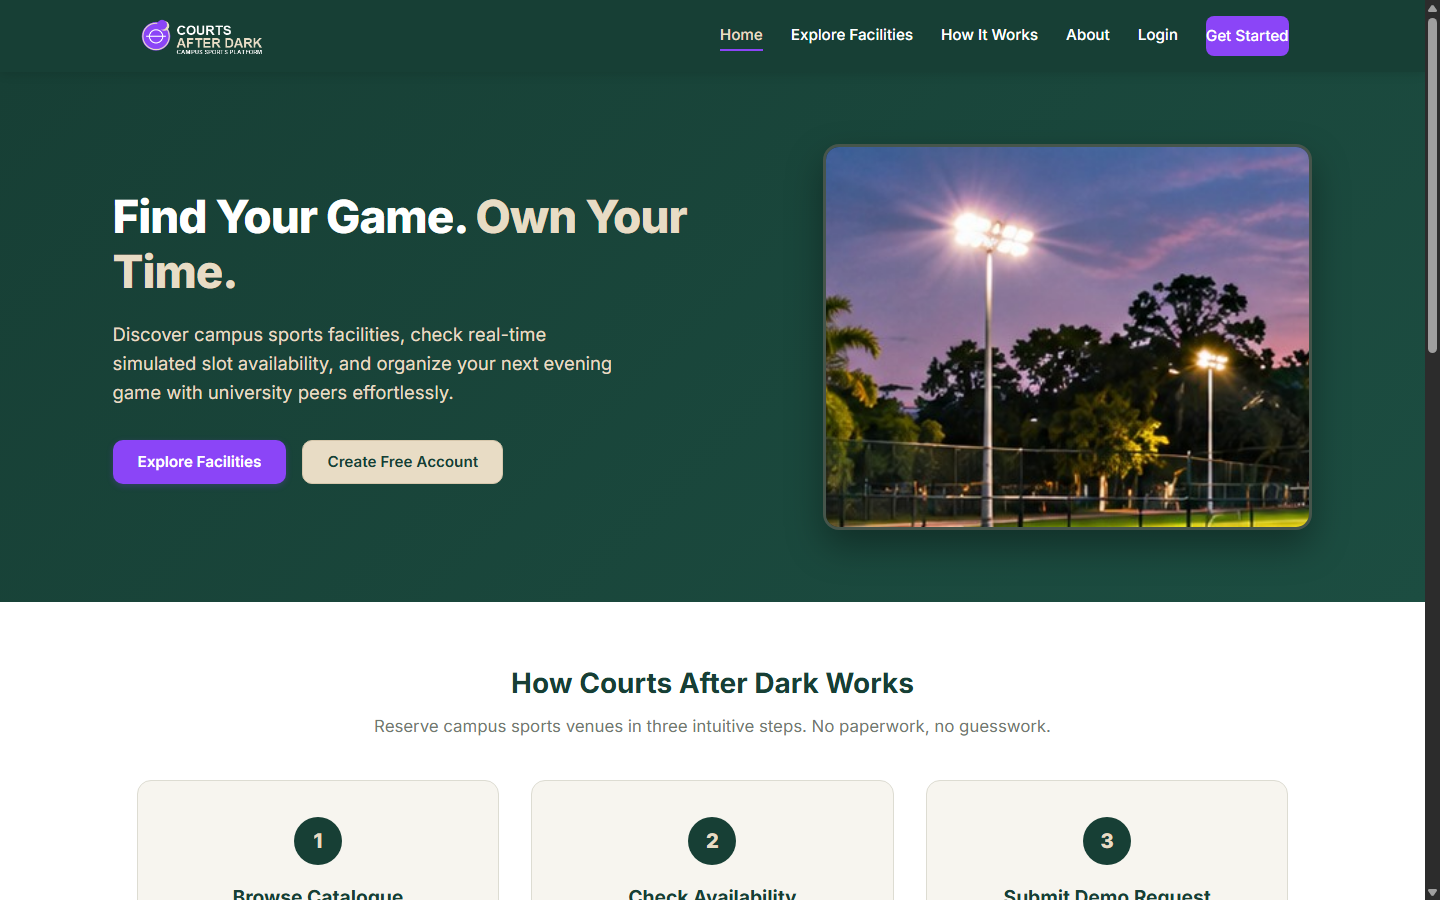 COURTS
AFTER DARK
CAMPUS SPORTS PLATFORM
Home
Explore Facilities
How It Works
About
Login
Get Started
Find Your Game. Own Your
Time.
Discover campus sports facilities, check real-time
simulated slot availability, and organize your next evening
game with university peers effortlessly.
Explore Facilities
Create Free Account
How Courts After Dark Works
Reserve campus sports venues in three intuitive steps. No paperwork, no guesswork.
1
Browse Catalogue
2
Check Availability
3
Submit Demo Request